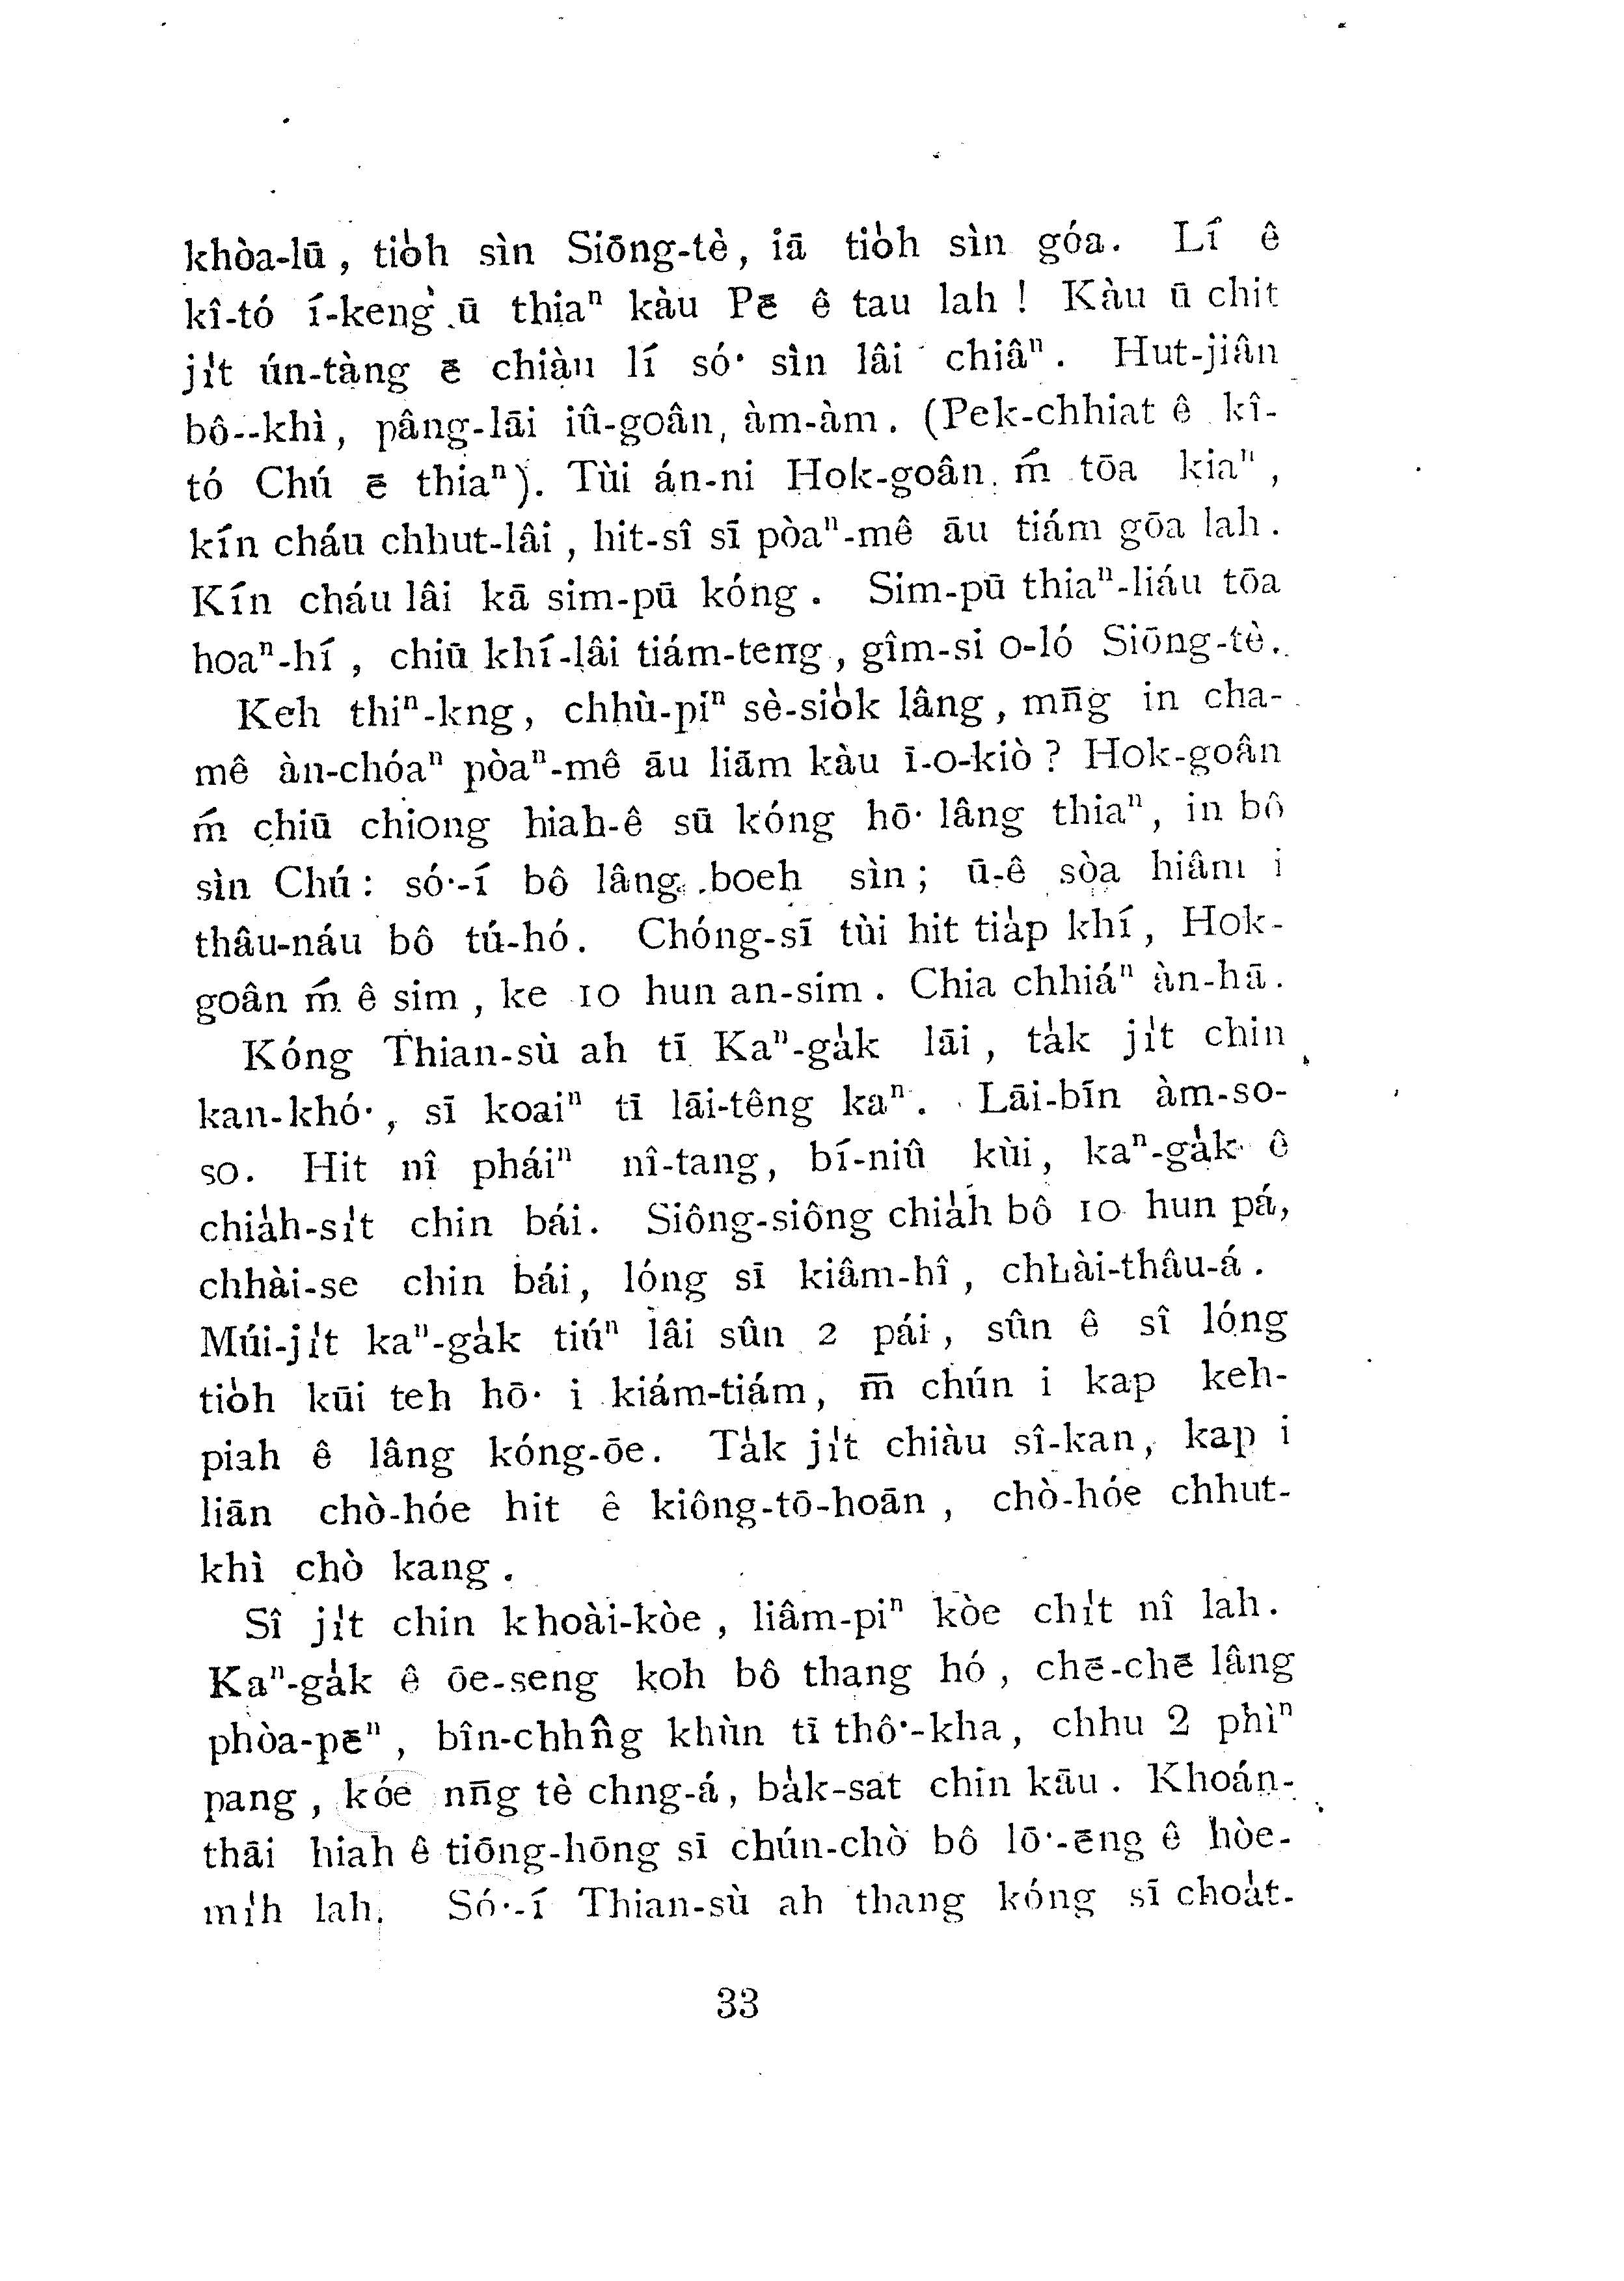 khòa-lū, tio̍h sìn Siōng-tè, iā tio̍h sìn góa. Lí ê
kî-tó í-keng ū thiaⁿ kàu Pē ê tau lah! Kàu ū chit
ji̍t ún-tàng ē chiàu lí só͘ sìn lâi chiâⁿ. Hut-jiân
bô--khì, pâng-lāi iû-goân, àm-àm. (Pek-chhiat ê kî-
tó Chú ē thiaⁿ). Tùi án-ni Hok-goân ḿ tōa kiaⁿ,
kín cháu chhut-lâi, hit-sî sī pòaⁿ-mê āu tiám gōa lah.
Kín cháu lâi kā sim-pū kóng. Sim-pū thiaⁿ-liáu tōa
hoaⁿ-hí, chiū khí-lâi tiám-teng, gîm-si o-ló Siōng-tè.
Keh thiⁿ-kng, chhù-piⁿ sè-sio̍k lâng, mn̄g in cha-
mê àn-chóaⁿ pòaⁿ-mê āu liām kàu ī-o-kiò? Hok-goân
ḿ chiū chiong hiah-ê sū kóng hō͘ lâng thiaⁿ, in bô
sìn Chú: só͘-í bô lâng boeh sìn; ū-ê sòa hiâm i
thâu-náu bô tú-hó. Chóng-sī tùi hit tia̍p khí, Hok-
goân ḿ ê sim, ke 10 hun an-sim. Chia chhiáⁿ àn-hā.
Kóng Thian-sù ah tī Kaⁿ-ga̍k lāi, ta̍k ji̍t chin
kan-khó͘, sī koaiⁿ tī lāi-têng kaⁿ. Lāi-bīn àm-so-
so. Hit nî pháiⁿ nî-tang, bí-niû kùi, kaⁿ-ga̍k ê
chia̍h-si̍t chin bái. Siông-siông chia̍h bô 10 hun pá,
chhài-se chin bái, lóng sī kiâm-hî, chhài-thâu-á.
Múi-ji̍t kaⁿ-ga̍k tiúⁿ lâi sûn 2 pái, sûn ê sî lóng
tio̍h kūi teh hō͘ i kiám-tiám, m̄ chún i kap keh-
piah ê lâng kóng-ōe. Ta̍k ji̍t chiàu sî-kan, kap i
liān chò-hóe hit ê kiông-tō-hoān, chò-hóe chhut-
khì chò kang.
Sî ji̍t chin khoài-kòe, liâm-piⁿ kòe chi̍t nî lah.
Kaⁿ-ga̍k ê ōe-seng koh bô thang hó, chē-chē lâng
phòa-pēⁿ, bîn-chhn̂g khùn tī thô͘-kha, chhu 2 phìⁿ
pang, kóe nn̄g tè chng-á, ba̍k-sat chin kāu. Khoán-
thāi hiah ê tiōng-hōng sī chún-chò bô lō͘-ēng ê hòe-
mi̍h lah. Só͘-í Thian-sù ah thang kóng sī choa̍t-
33